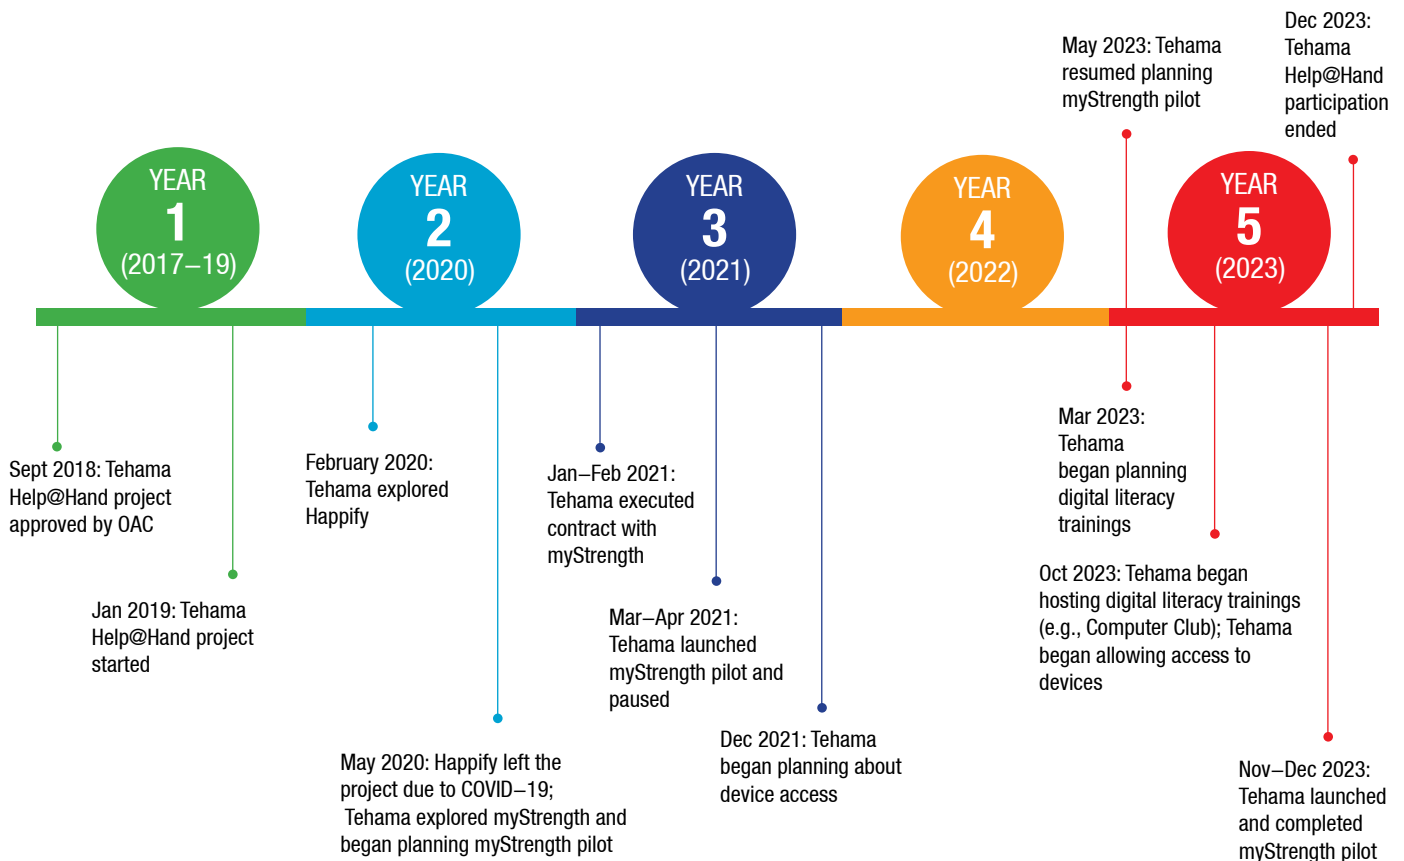 May 2023: Tehama
resumed planning
myStrength pilot
Dec 2023:
Tehama
Help@Hand
participation
ended
YEAR
1
(2017–19)
YEAR
2
(2020)
YEAR
3
(2021)
YEAR
4
(2022)
YEAR
5
(2023)
Sept 2018: Tehama
Help@Hand project
approved by OAC
Jan 2019: Tehama
Help@Hand project
started
February 2020:
Tehama explored
Happify
May 2020: Happify left the
project due to COVID–19;
Tehama explored myStrength and
began planning myStrength pilot
Jan–Feb 2021:
Tehama executed
contract with
myStrength
Mar–Apr 2021:
Tehama launched
myStrength pilot and
paused
Dec 2021: Tehama
began planning about
device access
Mar 2023:
Tehama
began planning
digital literacy
trainings
Oct 2023: Tehama began
hosting digital literacy trainings
(e.g., Computer Club); Tehama
began allowing access to
devices
Nov–Dec 2023:
Tehama launched
and completed
myStrength pilot